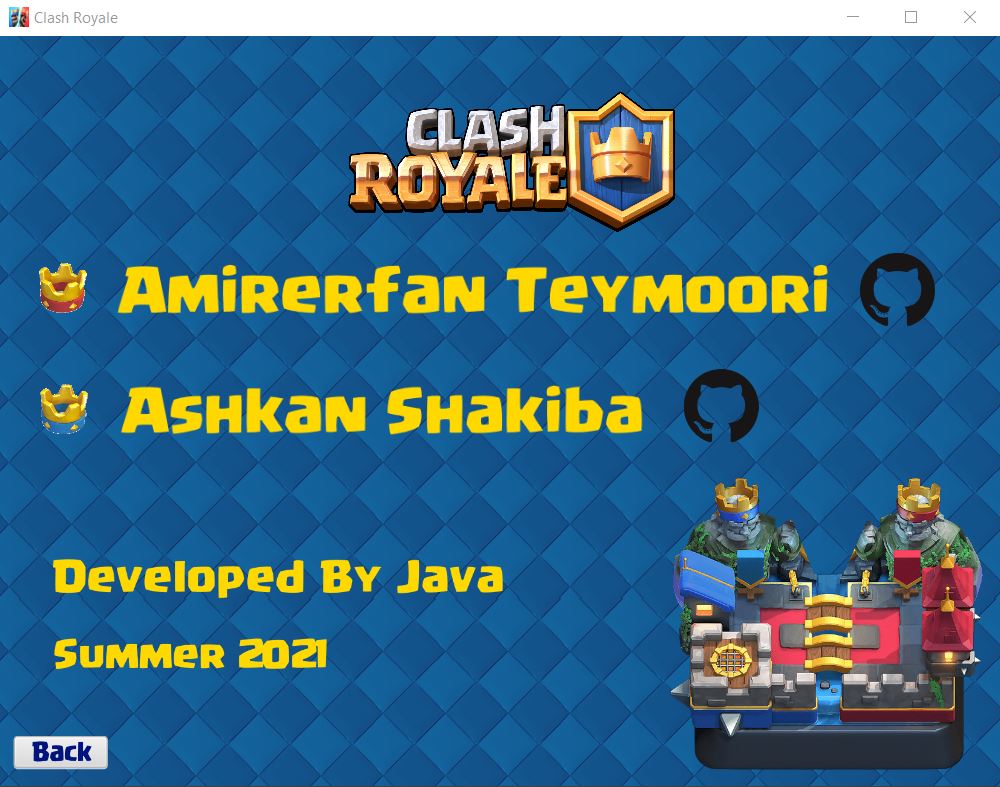 Clash Royale
CLASH
ROYALE
Amirerfan Teymoori
Ashkan Shakiba
Developed By Java
Summer 2021
Back